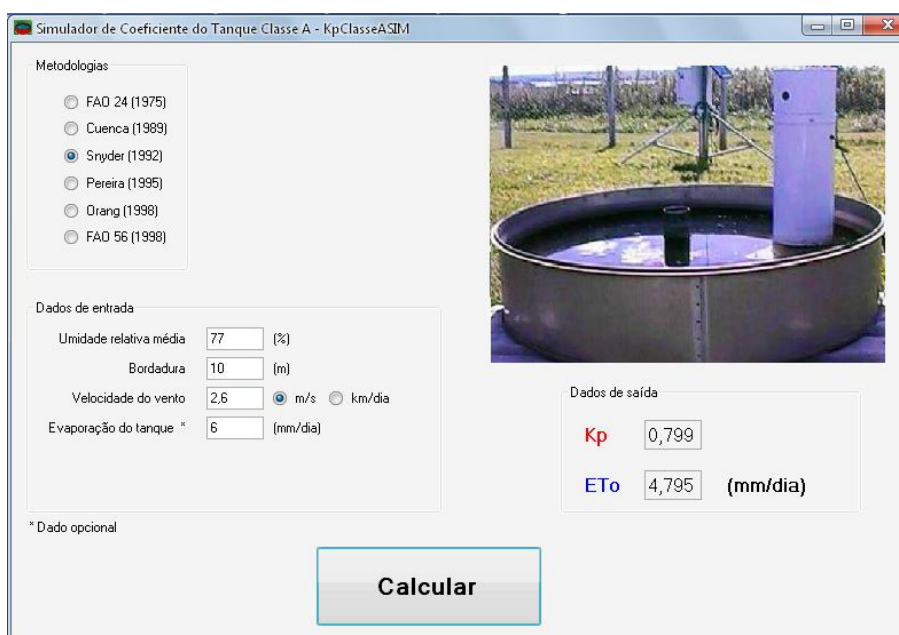 Simulador de Coeficiente do Tanque Classe A - KpClasseASIM
Metodologias
FAO 24 (1975)
Cuenca (1989)
Snyder (1992)
Pereira (1995)
Orang (1998)
FAO 56 (1998)
Dados de entrada
Umidade relativa média 77 (%)
Bordadura 10 (m)
Velocidade do vento 2,6 m/s km/dia
Evaporação do tanque * 6 (mm/dia)
* Dado opcional
Dados de saída
Kp 0,799
ETo 4,795 (mm/dia)
Calcular